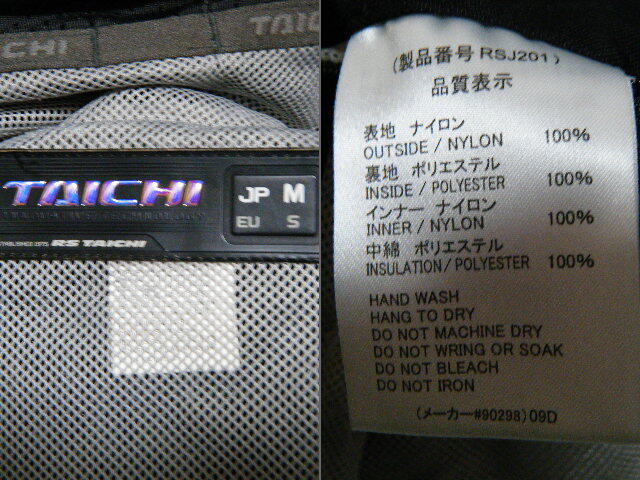 TAICHI
TAICHI
JP M
EU S
ESTABLISHED 1975 RS TAICHI
(製品番号 RSJ201)
品質表示
表地 ナイロン
OUTSIDE / NYLON 100%
裏地 ポリエステル
INSIDE / POLYESTER 100%
インナー ナイロン
INNER / NYLON 100%
中綿 ポリエステル
INSULATION/POLYESTER 100%
HAND WASH
HANG TO DRY
DO NOT MACHINE DRY
DO NOT WRING OR SOAK
DO NOT BLEACH
DO NOT IRON
(メーカー#90298) 09D